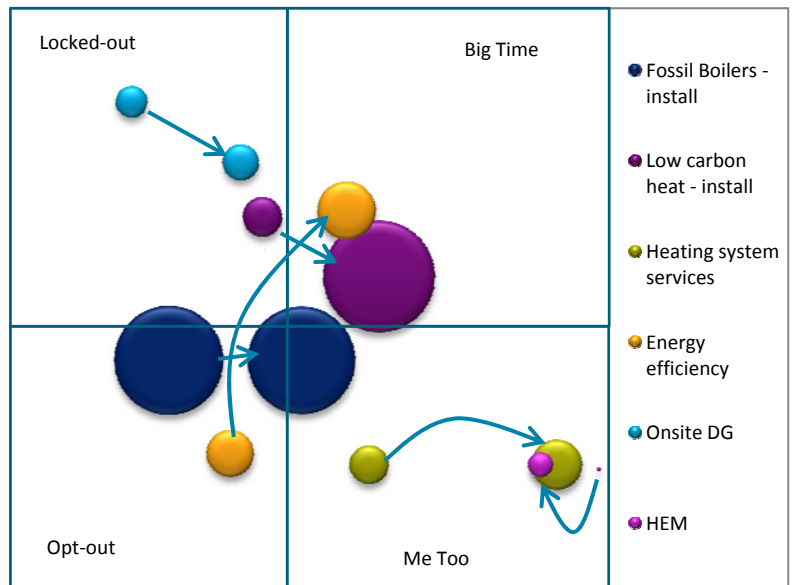 Locked-out
Big Time
Opt-out
Me Too
Fossil Boilers -
install
Low carbon
heat - install
Heating system
services
Energy
efficiency
Onsite DG
HEM